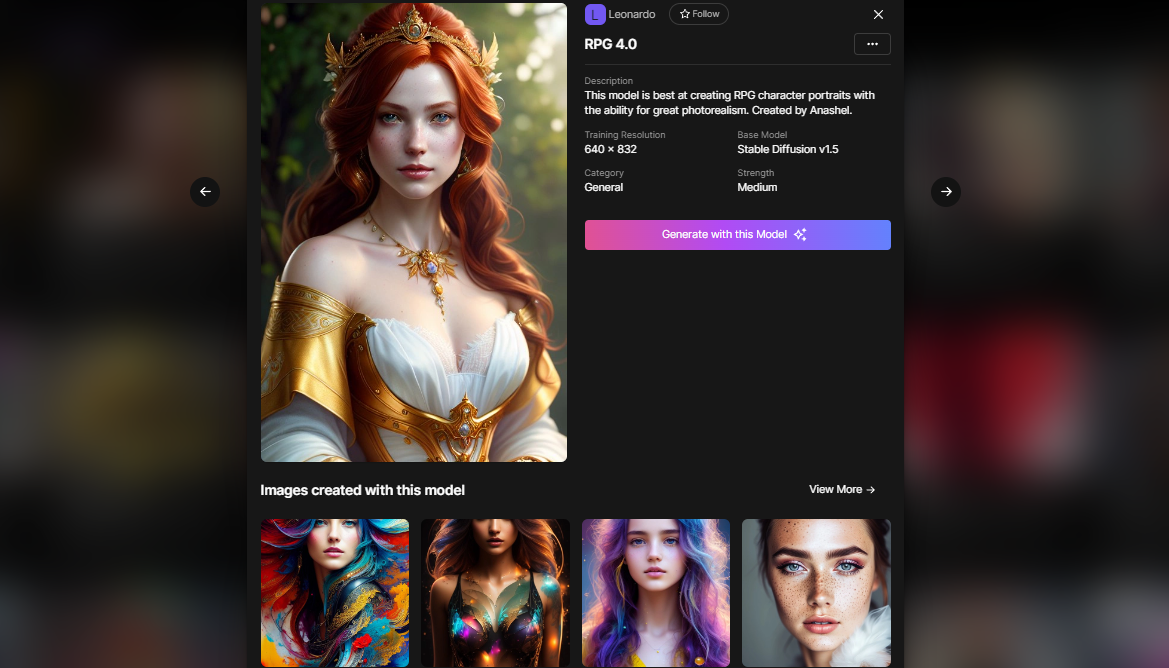 L Leonardo Follow
RPG 4.0
Description
This model is best at creating RPG character portraits with
the ability for great photorealism. Created by Anashel.
Training Resolution
640 × 832
Base Model
Stable Diffusion v1.5
Category
General
Strength
Medium
Generate with this Model
Images created with this model
View More